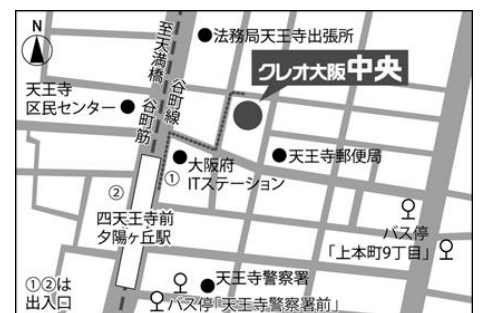 N
至天満橋
谷町線
谷町筋
法務局天王寺出張所
クレオ大阪中央
天王寺
区民センター
大阪府
ITステーション
①
②
天王寺郵便局
四天王寺前
夕陽ヶ丘駅
バス停
「上本町9丁目」
①②は
出入口
天王寺警察署
バス停「天王寺警察署前」